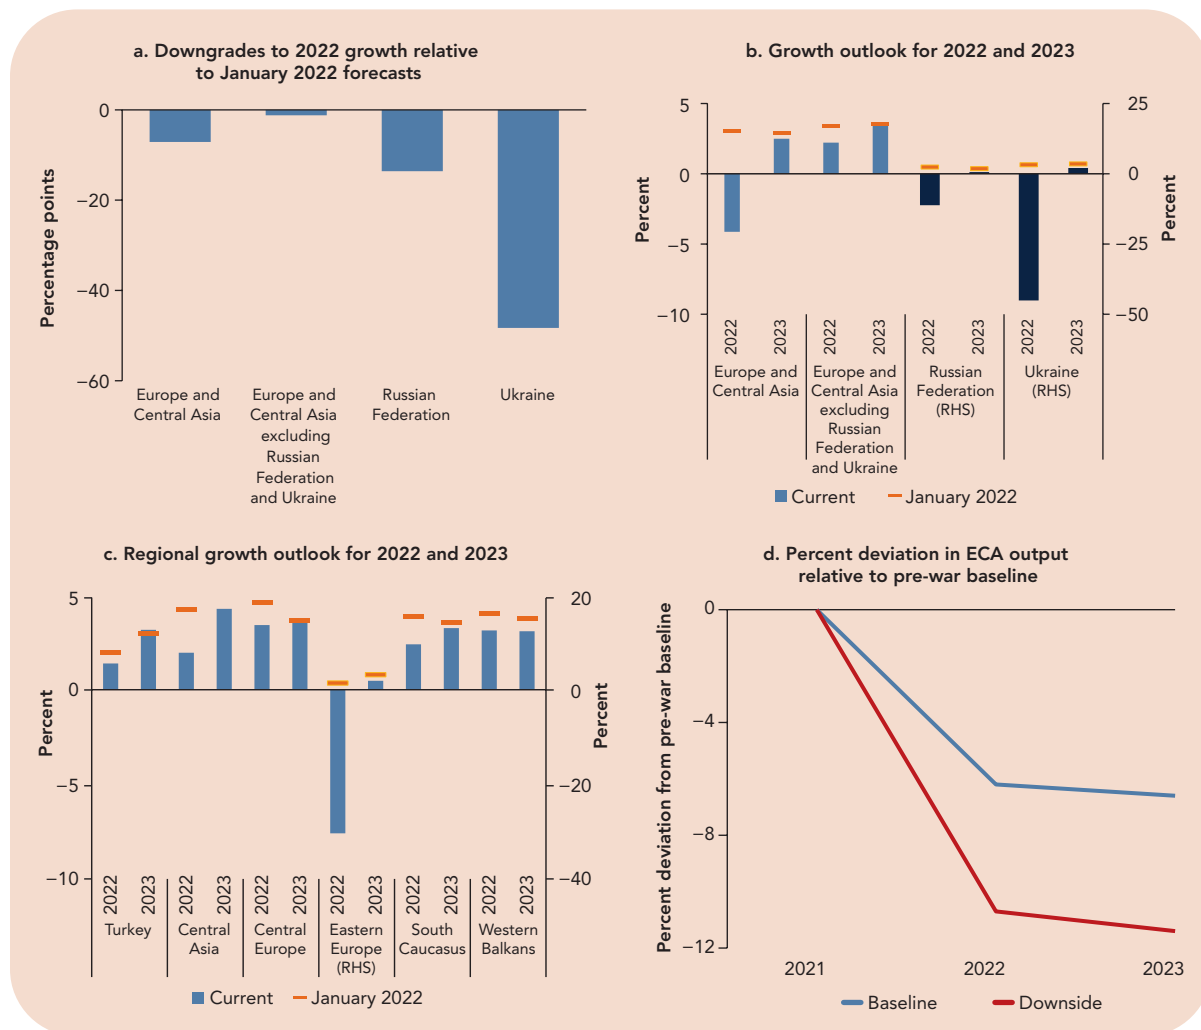 a. Downgrades to 2022 growth relative
to January 2022 forecasts
Percentage points
0
−20
−40
−60
Europe and
Central Asia
Europe and
Central Asia
excluding
Russian
Federation
and Ukraine
Russian
Federation
Ukraine
b. Growth outlook for 2022 and 2023
Percent
5
0
−5
−10
25
0
−25
−50
Percent
2022
2023
2022
2023
2022
2023
2022
2023
Europe and
Central Asia
Europe and
Central Asia
excluding
Russian
Federation
and Ukraine
Russian
Federation
(RHS)
Ukraine
(RHS)
Current
January 2022
c. Regional growth outlook for 2022 and 2023
Percent
5
0
−5
−10
20
0
−20
−40
Percent
2022
2023
2022
2023
2022
2023
2022
2023
2022
2023
2022
2023
Turkey
Central
Asia
Central
Europe
Eastern
Europe
(RHS)
South
Caucasus
Western
Balkans
Current
January 2022
d. Percent deviation in ECA output
relative to pre-war baseline
Percent deviation from pre-war baseline
0
−4
−8
−12
2021
2022
2023
Baseline
Downside